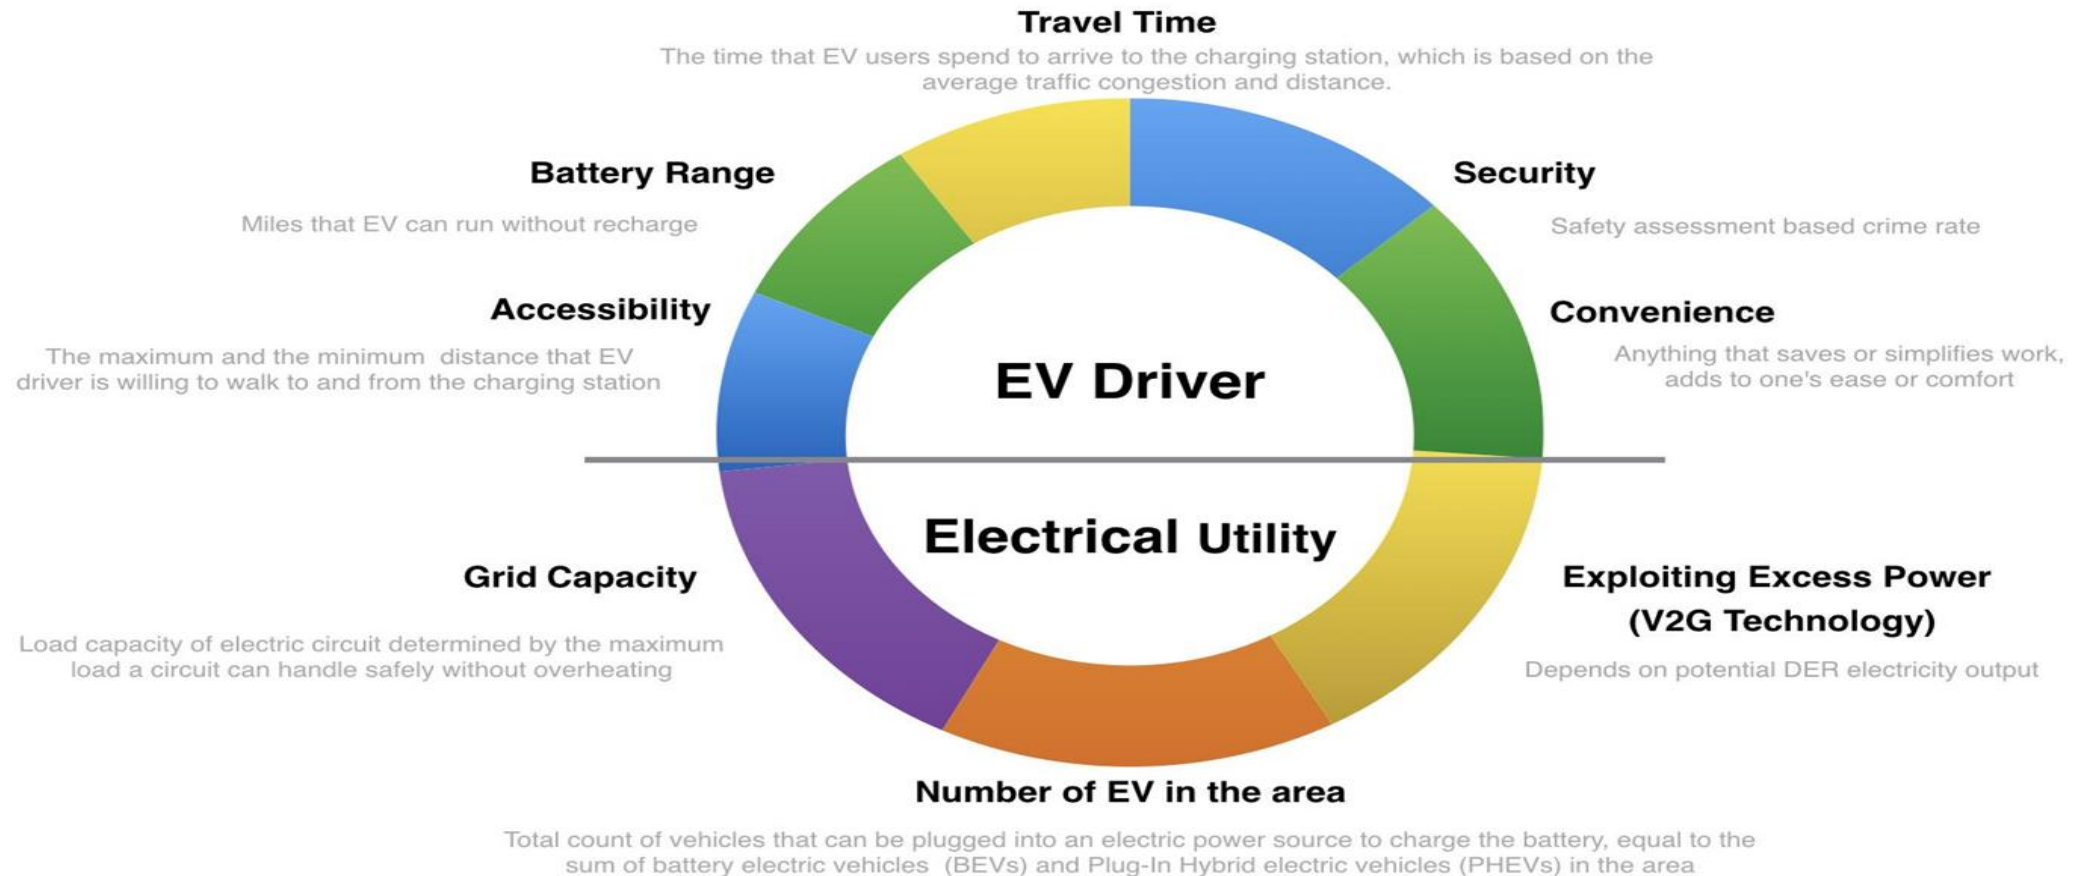 Travel Time
The time that EV users spend to arrive to the charging station, which is based on the
average traffic congestion and distance.
Battery Range
Miles that EV can run without recharge
Security
Safety assessment based crime rate
Accessibility
The maximum and the minimum distance that EV
driver is willing to walk to and from the charging station
Convenience
Anything that saves or simplifies work,
adds to one's ease or comfort
EV Driver
Electrical Utility
Grid Capacity
Load capacity of electric circuit determined by the maximum
load a circuit can handle safely without overheating
Exploiting Excess Power
(V2G Technology)
Depends on potential DER electricity output
Number of EV in the area
Total count of vehicles that can be plugged into an electric power source to charge the battery, equal to the
sum of battery electric vehicles (BEVs) and Plug-In Hybrid electric vehicles (PHEVs) in the area